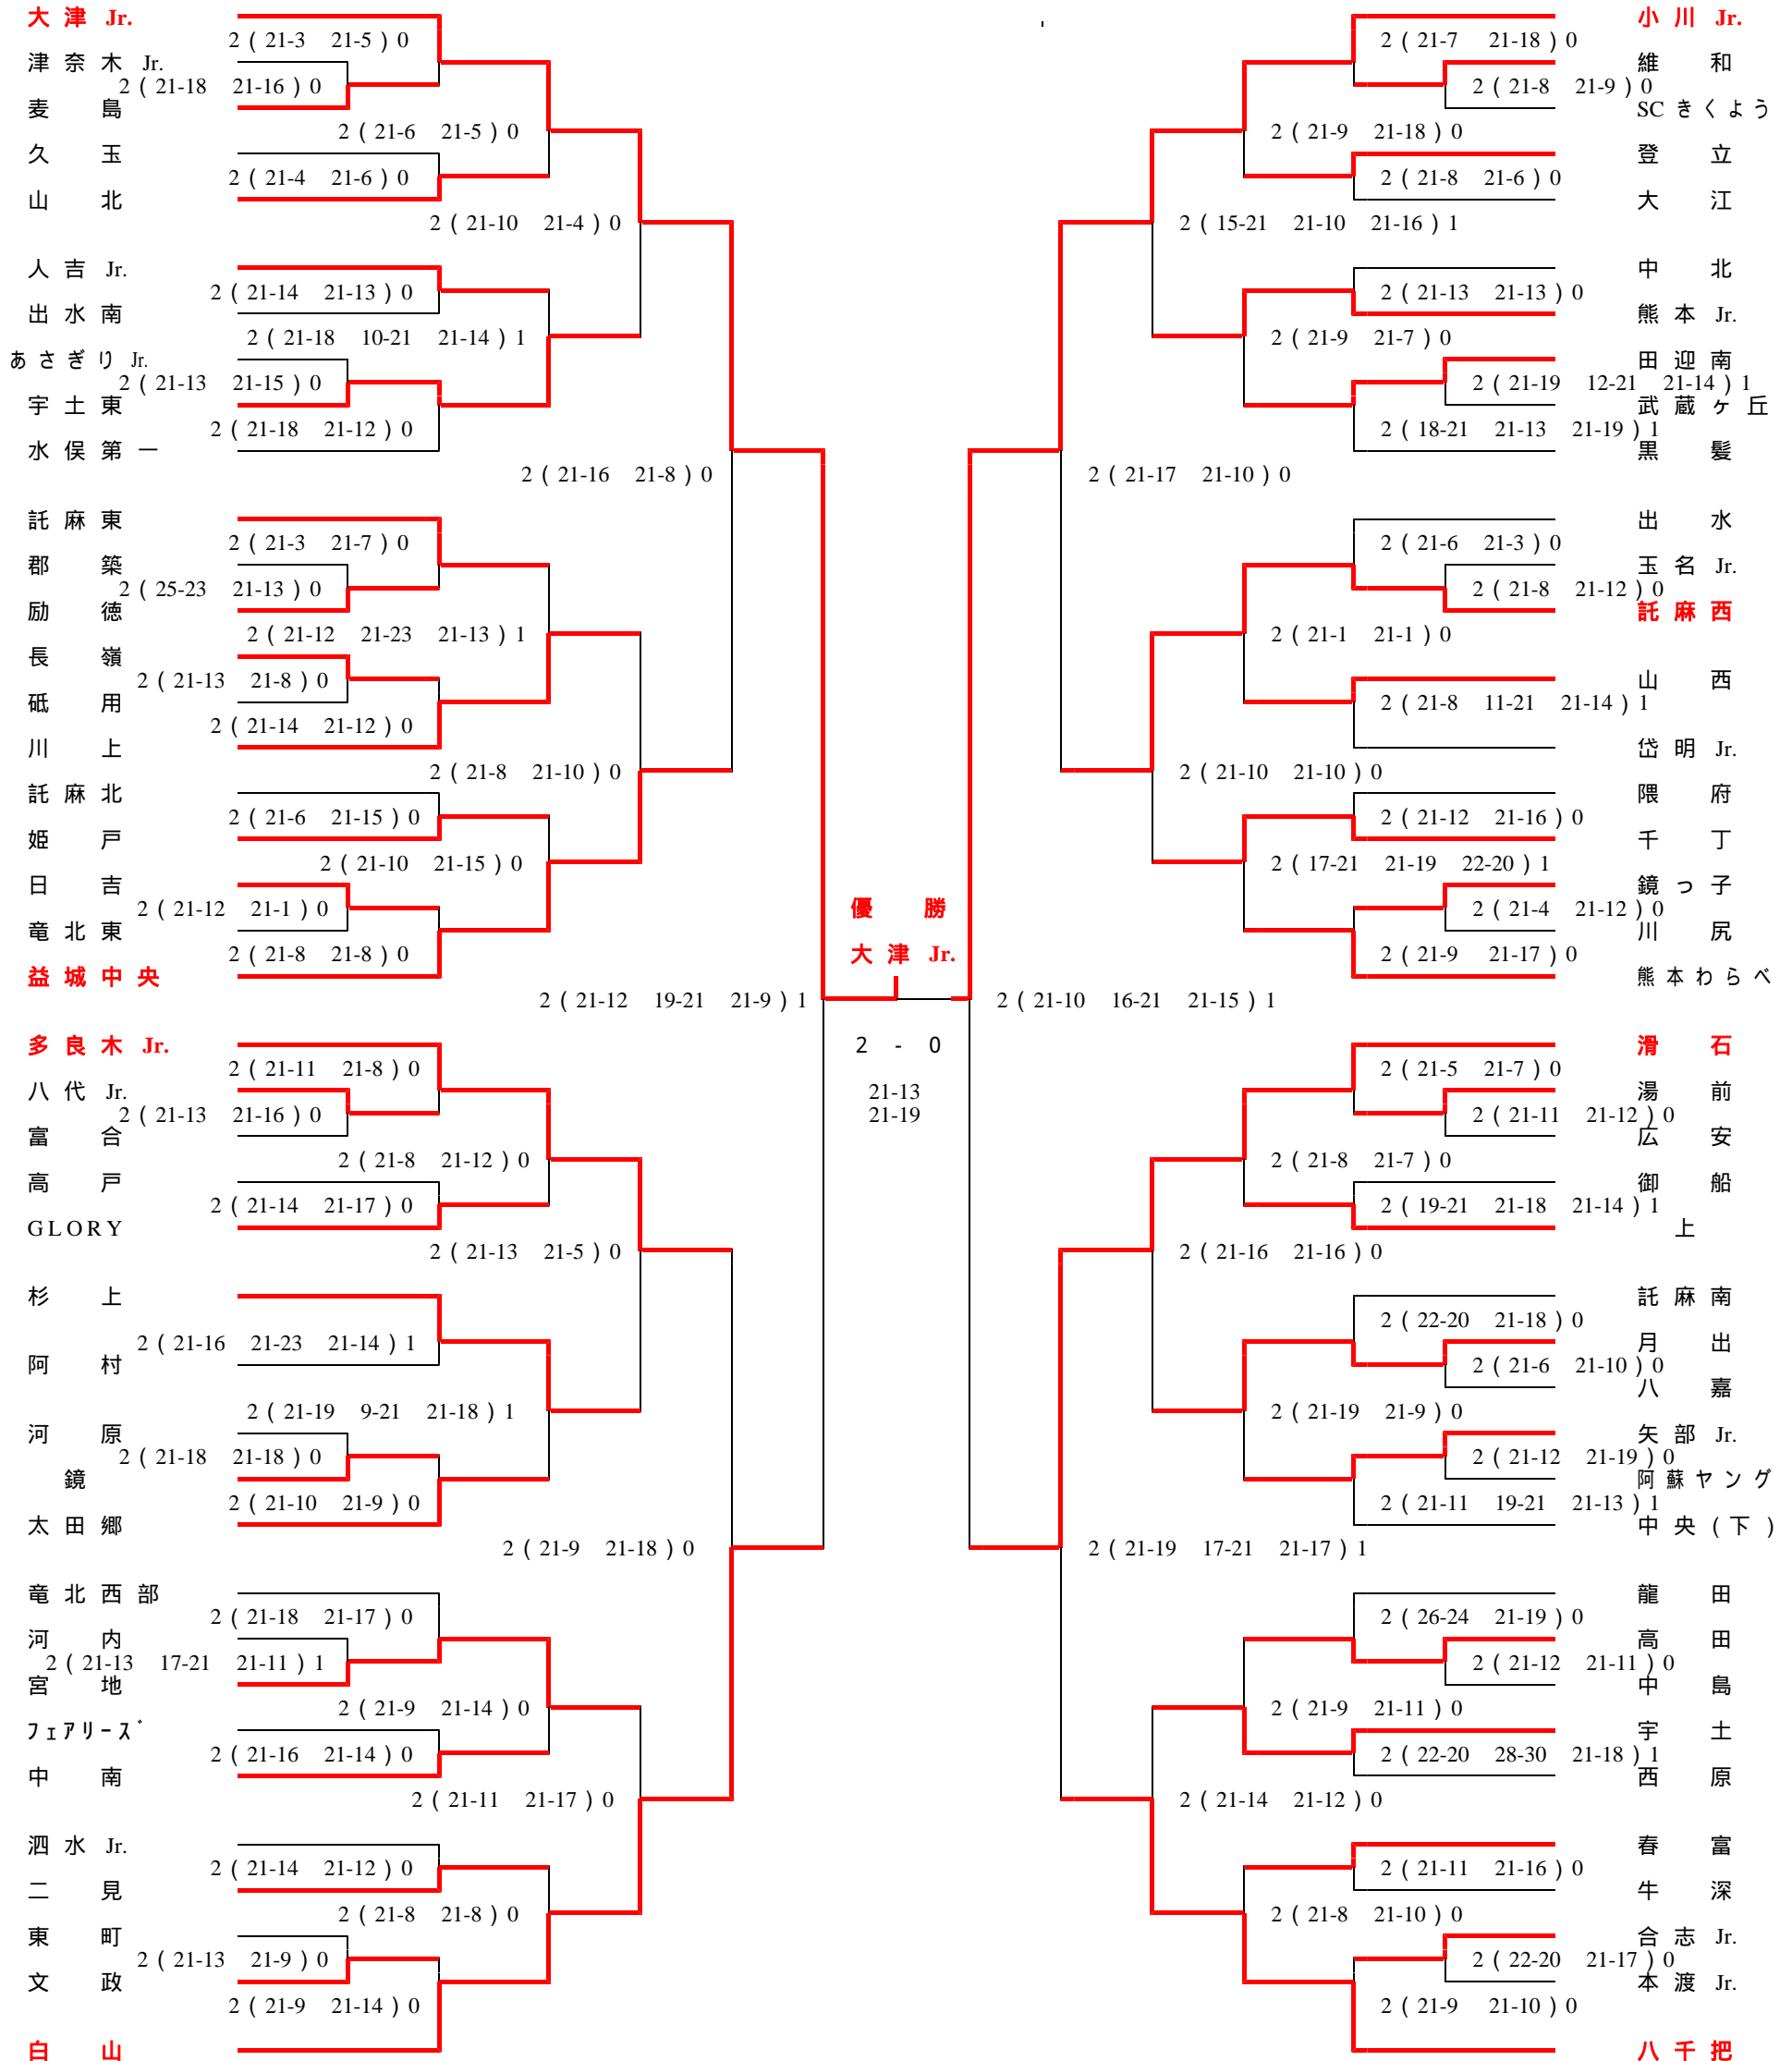 大津 Jr.
2 ( 21-3 21-5 ) 0
津奈木 Jr.
2 ( 21-18 21-16 ) 0
麦島
2 ( 21-6 21-5 ) 0
久玉
2 ( 21-4 21-6 ) 0
山北
2 ( 21-10 21-4 ) 0
人吉 Jr.
2 ( 21-14 21-13 ) 0
出水南
2 ( 21-18 10-21 21-14 ) 1
あさぎり Jr.
2 ( 21-13 21-15 ) 0
宇土東
2 ( 21-18 21-12 ) 0
水俣第一
2 ( 21-16 21-8 ) 0
託麻東
2 ( 21-3 21-7 ) 0
郡築
2 ( 25-23 21-13 ) 0
励徳
2 ( 21-12 21-23 21-13 ) 1
長嶺
2 ( 21-13 21-8 ) 0
砥用
2 ( 21-14 21-12 ) 0
川上
2 ( 21-8 21-10 ) 0
託麻北
2 ( 21-6 21-15 ) 0
姫戸
2 ( 21-10 21-15 ) 0
日吉
2 ( 21-12 21-1 ) 0
竜北東
2 ( 21-8 21-8 ) 0
益城中央
2 ( 21-12 19-21 21-9 ) 1
多良木 Jr.
2 ( 21-11 21-8 ) 0
八代 Jr.
2 ( 21-13 21-16 ) 0
富合
2 ( 21-8 21-12 ) 0
高戸
2 ( 21-14 21-17 ) 0
GLORY
2 ( 21-13 21-5 ) 0
杉上
2 ( 21-16 21-23 21-14 ) 1
阿村
2 ( 21-19 9-21 21-18 ) 1
河原
2 ( 21-18 21-18 ) 0
鏡
2 ( 21-10 21-9 ) 0
太田郷
2 ( 21-9 21-18 ) 0
竜北西部
2 ( 21-18 21-17 ) 0
河内
2 ( 21-13 17-21 21-11 ) 1
宮地
2 ( 21-9 21-14 ) 0
フェアリーズ
2 ( 21-16 21-14 ) 0
中南
2 ( 21-11 21-17 ) 0
泗水 Jr.
2 ( 21-14 21-12 ) 0
二見
2 ( 21-8 21-8 ) 0
東町
2 ( 21-13 21-9 ) 0
文政
2 ( 21-9 21-14 ) 0
白山
優勝
大津 Jr.
2 - 0
21-13
21-19
小川 Jr.
2 ( 21-7 21-18 ) 0
維和
2 ( 21-8 21-9 ) 0
SCきくよう
2 ( 21-9 21-18 ) 0
登立
2 ( 21-8 21-6 ) 0
大江
2 ( 15-21 21-10 21-16 ) 1
中北
2 ( 21-13 21-13 ) 0
熊本 Jr.
2 ( 21-9 21-7 ) 0
田迎南
2 ( 21-19 12-21 21-14 ) 1
武蔵ヶ丘
2 ( 18-21 21-13 21-19 ) 1
黒髪
2 ( 21-17 21-10 ) 0
出水
2 ( 21-6 21-3 ) 0
玉名 Jr.
2 ( 21-8 21-12 ) 0
託麻西
2 ( 21-1 21-1 ) 0
山西
2 ( 21-8 11-21 21-14 ) 1
岱明 Jr.
2 ( 21-10 21-10 ) 0
隈府
2 ( 21-12 21-16 ) 0
千丁
2 ( 17-21 21-19 22-20 ) 1
鏡っ子
2 ( 21-4 21-12 ) 0
川尻
2 ( 21-9 21-17 ) 0
熊本わらべ
2 ( 21-10 16-21 21-15 ) 1
滑石
2 ( 21-5 21-7 ) 0
湯前
2 ( 21-11 21-12 ) 0
広安
2 ( 21-8 21-7 ) 0
御船
2 ( 19-21 21-18 21-14 ) 1
上
2 ( 21-16 21-16 ) 0
託麻南
2 ( 22-20 21-18 ) 0
月出
2 ( 21-6 21-10 ) 0
八嘉
2 ( 21-19 21-9 ) 0
矢部 Jr.
2 ( 21-12 21-19 ) 0
阿蘇ヤング
2 ( 21-11 19-21 21-13 ) 1
中央(下)
2 ( 21-19 17-21 21-17 ) 1
龍田
2 ( 26-24 21-19 ) 0
高田
2 ( 21-12 21-11 ) 0
中島
2 ( 21-9 21-11 ) 0
宇土
2 ( 22-20 28-30 21-18 ) 1
西原
2 ( 21-14 21-12 ) 0
春富
2 ( 21-11 21-16 ) 0
牛深
2 ( 21-8 21-10 ) 0
合志 Jr.
2 ( 22-20 21-17 ) 0
本渡 Jr.
2 ( 21-9 21-10 ) 0
八千把